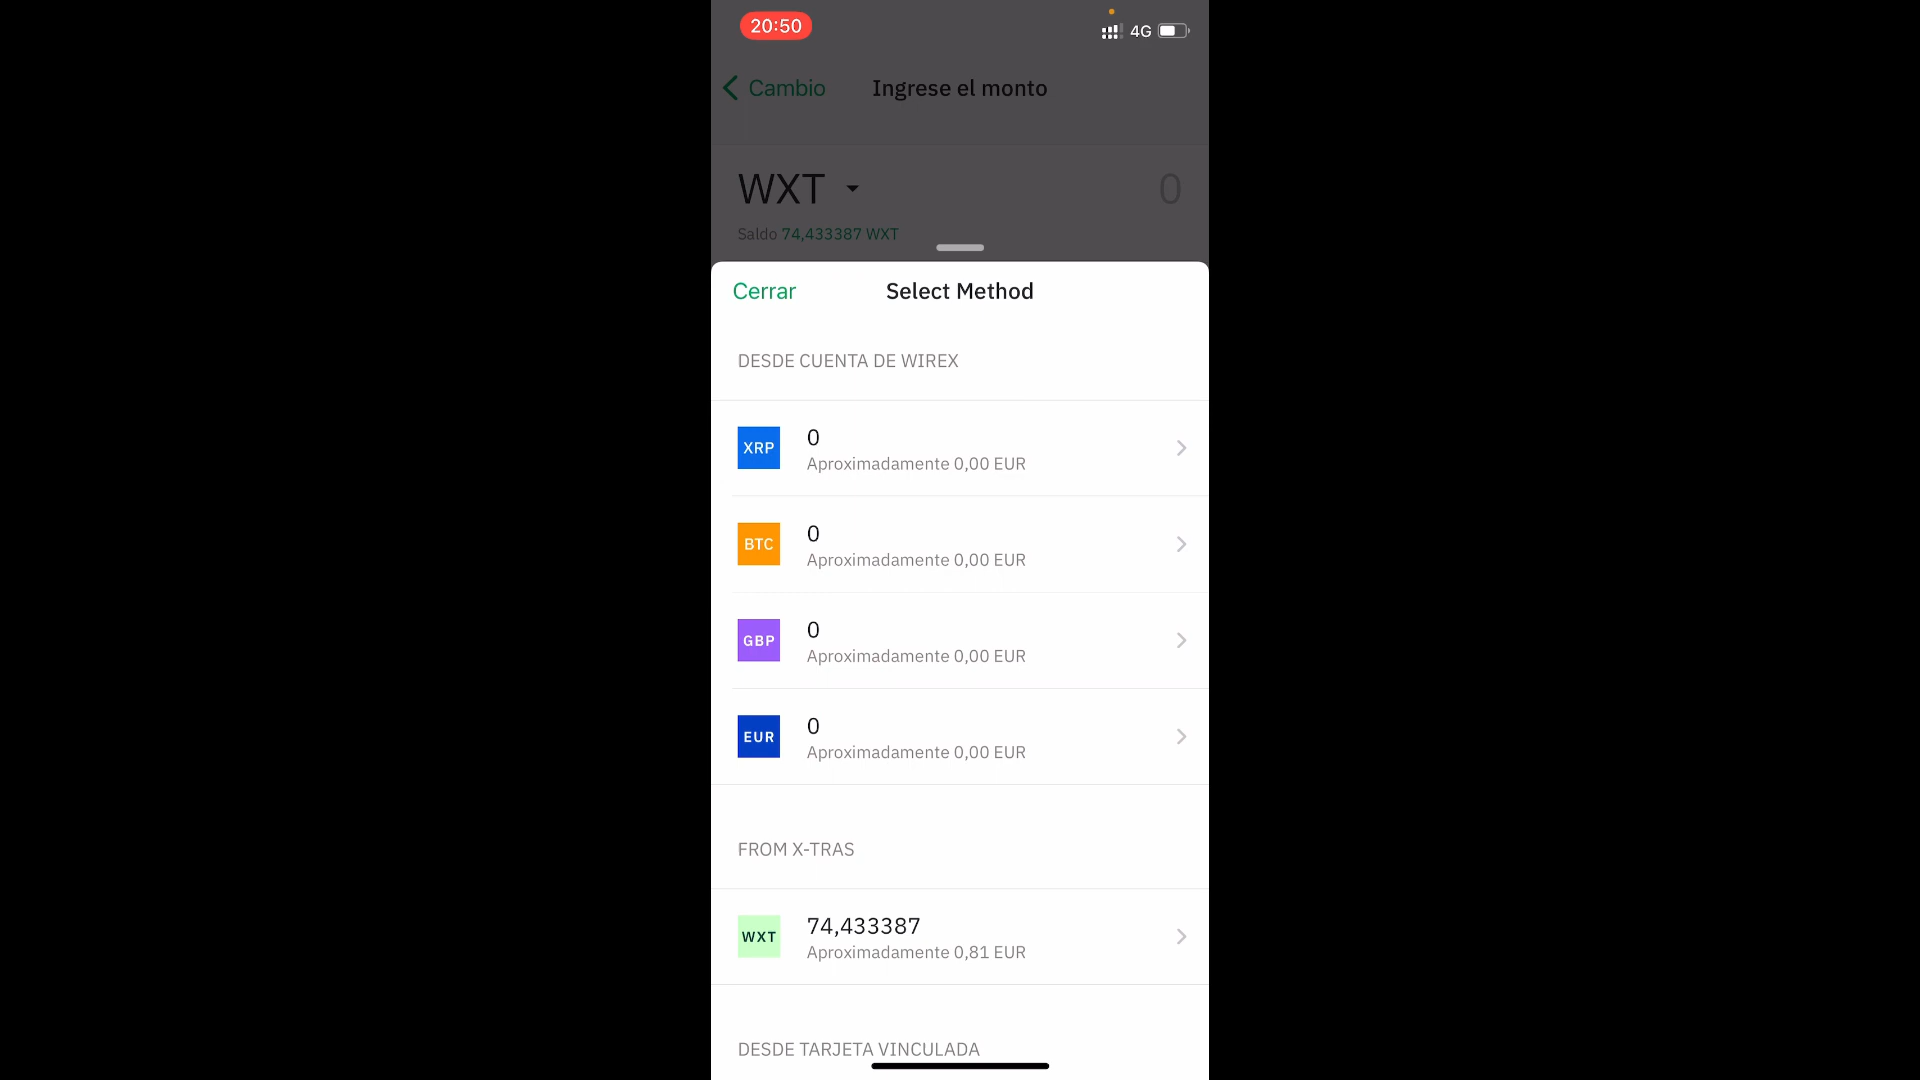 20:50
4G
Cambio
Ingrese el monto
WXT
0
Saldo 74,433387 WXT
Cerrar
Select Method
DESDE CUENTA DE WIREX
XRP
0
Aproximadamente 0,00 EUR
BTC
0
Aproximadamente 0,00 EUR
GBP
0
Aproximadamente 0,00 EUR
EUR
0
Aproximadamente 0,00 EUR
FROM X-TRAS
WXT
74,433387
Aproximadamente 0,81 EUR
DESDE TARJETA VINCULADA